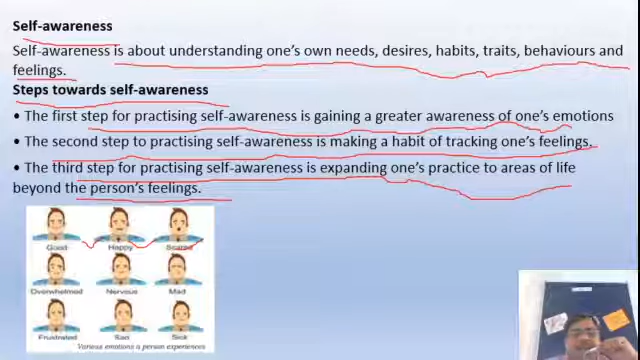 Self-awareness
Self-awareness is about understanding one's own needs, desires, habits, traits, behaviours and
feelings.
Steps towards self-awareness
• The first step for practising self-awareness is gaining a greater awareness of one's emotions
• The second step to practising self-awareness is making a habit of tracking one's feelings.
• The third step for practising self-awareness is expanding one's practice to areas of life
beyond the person's feelings.
Good Happy Scared
Overwhelmed Nervous Mad
Frustrated Sad Sick
Various emotions a person experiences